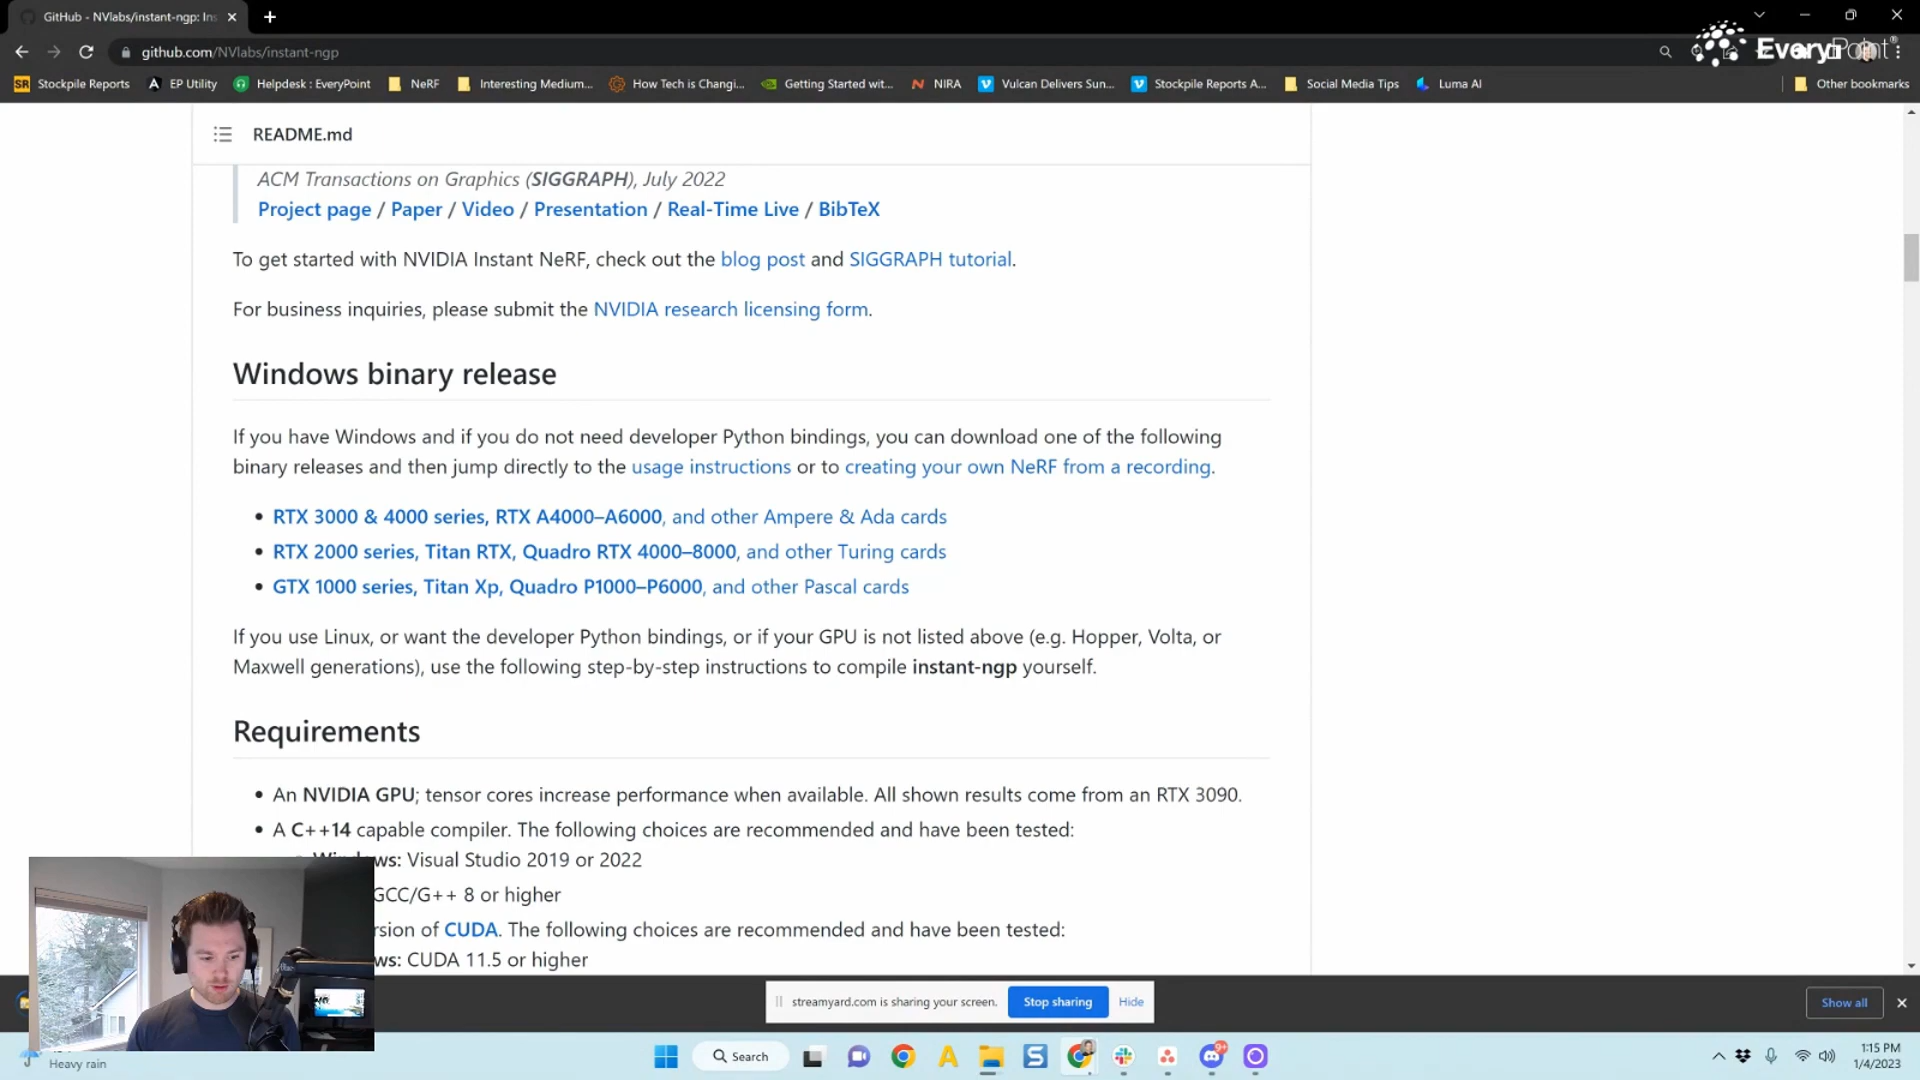 GitHub - NVlabs/instant-ngp: Ins
github.com/NVlabs/instant-ngp
EveryPoint®
SR Stockpile Reports
EP Utility
Helpdesk : EveryPoint
NeRF
Interesting Medium...
How Tech is Changi...
Getting Started wit...
NIRA
Vulcan Delivers Sun...
Stockpile Reports A...
Social Media Tips
Luma AI
Other bookmarks
README.md
ACM Transactions on Graphics (SIGGRAPH), July 2022
Project page / Paper / Video / Presentation / Real-Time Live / BibTeX
To get started with NVIDIA Instant NeRF, check out the blog post and SIGGRAPH tutorial.
For business inquiries, please submit the NVIDIA research licensing form.
Windows binary release
If you have Windows and if you do not need developer Python bindings, you can download one of the following
binary releases and then jump directly to the usage instructions or to creating your own NeRF from a recording.
• RTX 3000 & 4000 series, RTX A4000–A6000, and other Ampere & Ada cards
• RTX 2000 series, Titan RTX, Quadro RTX 4000–8000, and other Turing cards
• GTX 1000 series, Titan Xp, Quadro P1000–P6000, and other Pascal cards
If you use Linux, or want the developer Python bindings, or if your GPU is not listed above (e.g. Hopper, Volta, or
Maxwell generations), use the following step-by-step instructions to compile instant-ngp yourself.
Requirements
• An NVIDIA GPU; tensor cores increase performance when available. All shown results come from an RTX 3090.
• A C++14 capable compiler. The following choices are recommended and have been tested:
Windows: Visual Studio 2019 or 2022
GCC/G++ 8 or higher
rsion of CUDA. The following choices are recommended and have been tested:
ws: CUDA 11.5 or higher
streamyard.com is sharing your screen.
Stop sharing
Hide
Show all
Heavy rain
Search
9+
1:15 PM
1/4/2023